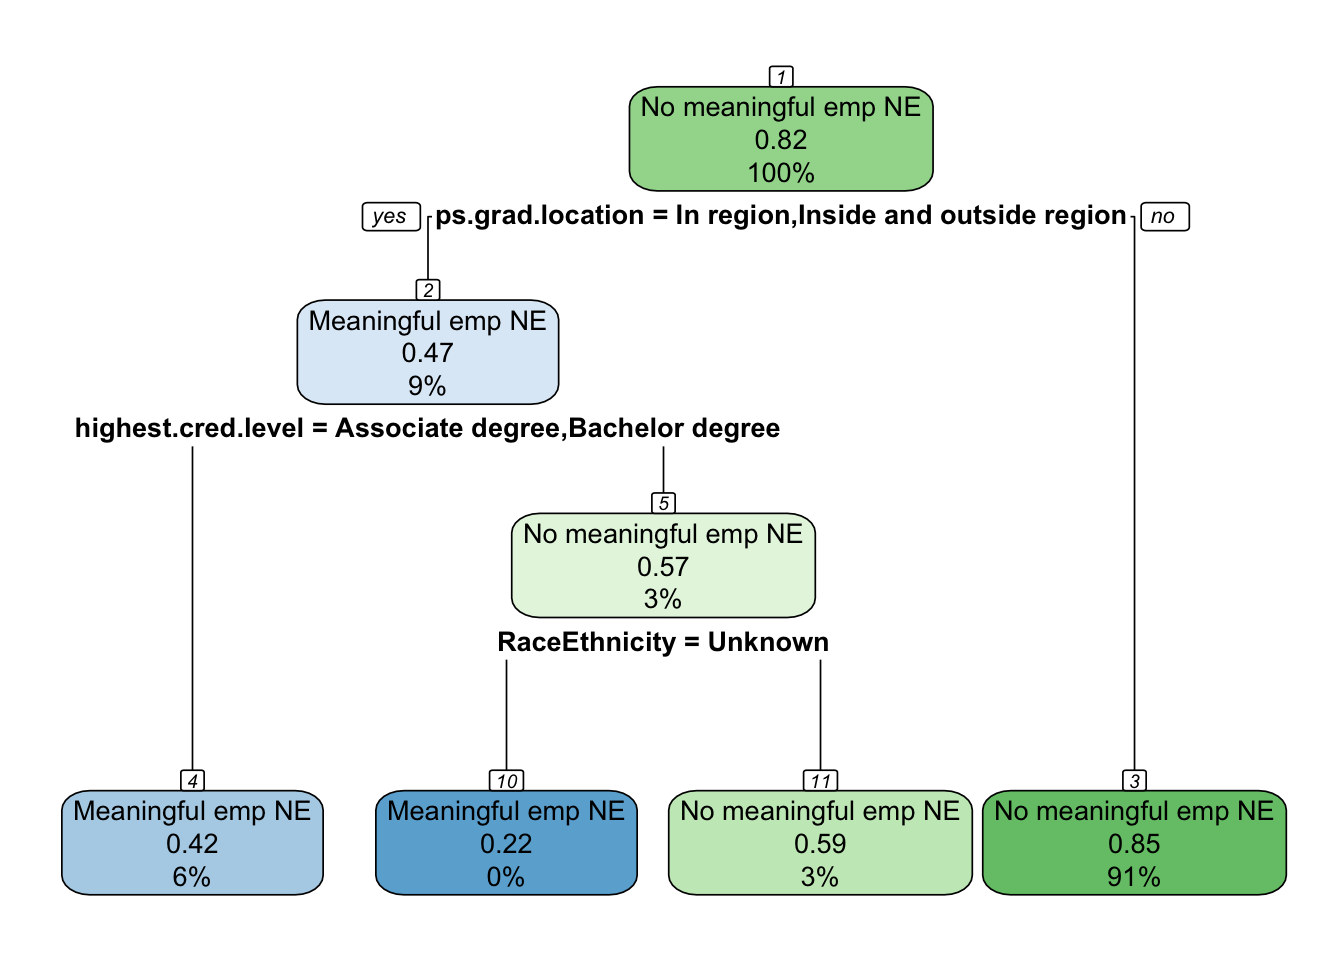 1
No meaningful emp NE
0.82
100%
yes
ps.grad.location = In region,Inside and outside region
no
2
Meaningful emp NE
0.47
9%
highest.cred.level = Associate degree,Bachelor degree
5
No meaningful emp NE
0.57
3%
RaceEthnicity = Unknown
4
Meaningful emp NE
0.42
6%
10
Meaningful emp NE
0.22
0%
11
No meaningful emp NE
0.59
3%
3
No meaningful emp NE
0.85
91%